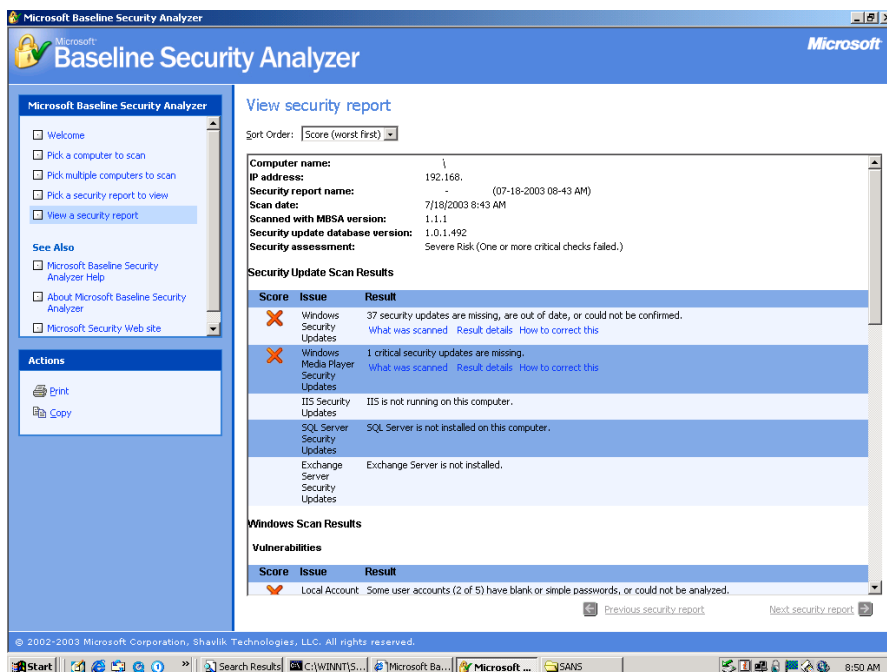 Microsoft Baseline Security Analyzer
Microsoft
Baseline Security Analyzer
Microsoft
Microsoft Baseline Security Analyzer
Welcome
Pick a computer to scan
Pick multiple computers to scan
Pick a security report to view
View a security report
See Also
Microsoft Baseline Security
Analyzer Help
About Microsoft Baseline Security
Analyzer
Microsoft Security Web site
Actions
Print
Copy
View security report
Sort Order: Score (worst first)
Computer name: \
IP address: 192.168.
Security report name: - (07-18-2003 08-43 AM)
Scan date: 7/18/2003 8:43 AM
Scanned with MBSA version: 1.1.1
Security update database version: 1.0.1.492
Security assessment: Severe Risk (One or more critical checks failed.)
Security Update Scan Results
Score Issue Result
Windows Security Updates 37 security updates are missing, are out of date, or could not be confirmed.
What was scanned Result details How to correct this
Windows Media Player Security Updates 1 critical security updates are missing.
What was scanned Result details How to correct this
IIS Security Updates IIS is not running on this computer.
SQL Server Security Updates SQL Server is not installed on this computer.
Exchange Server Security Updates Exchange Server is not installed.
Windows Scan Results
Vulnerabilities
Score Issue Result
Local Account Some user accounts (2 of 5) have blank or simple passwords, or could not be analyzed.
Previous security report Next security report
© 2002-2003 Microsoft Corporation, Shavlik Technologies, LLC. All rights reserved.
Start » Search Results C:\WINNT\S... Microsoft Ba... Microsoft ... SANS 8:50 AM